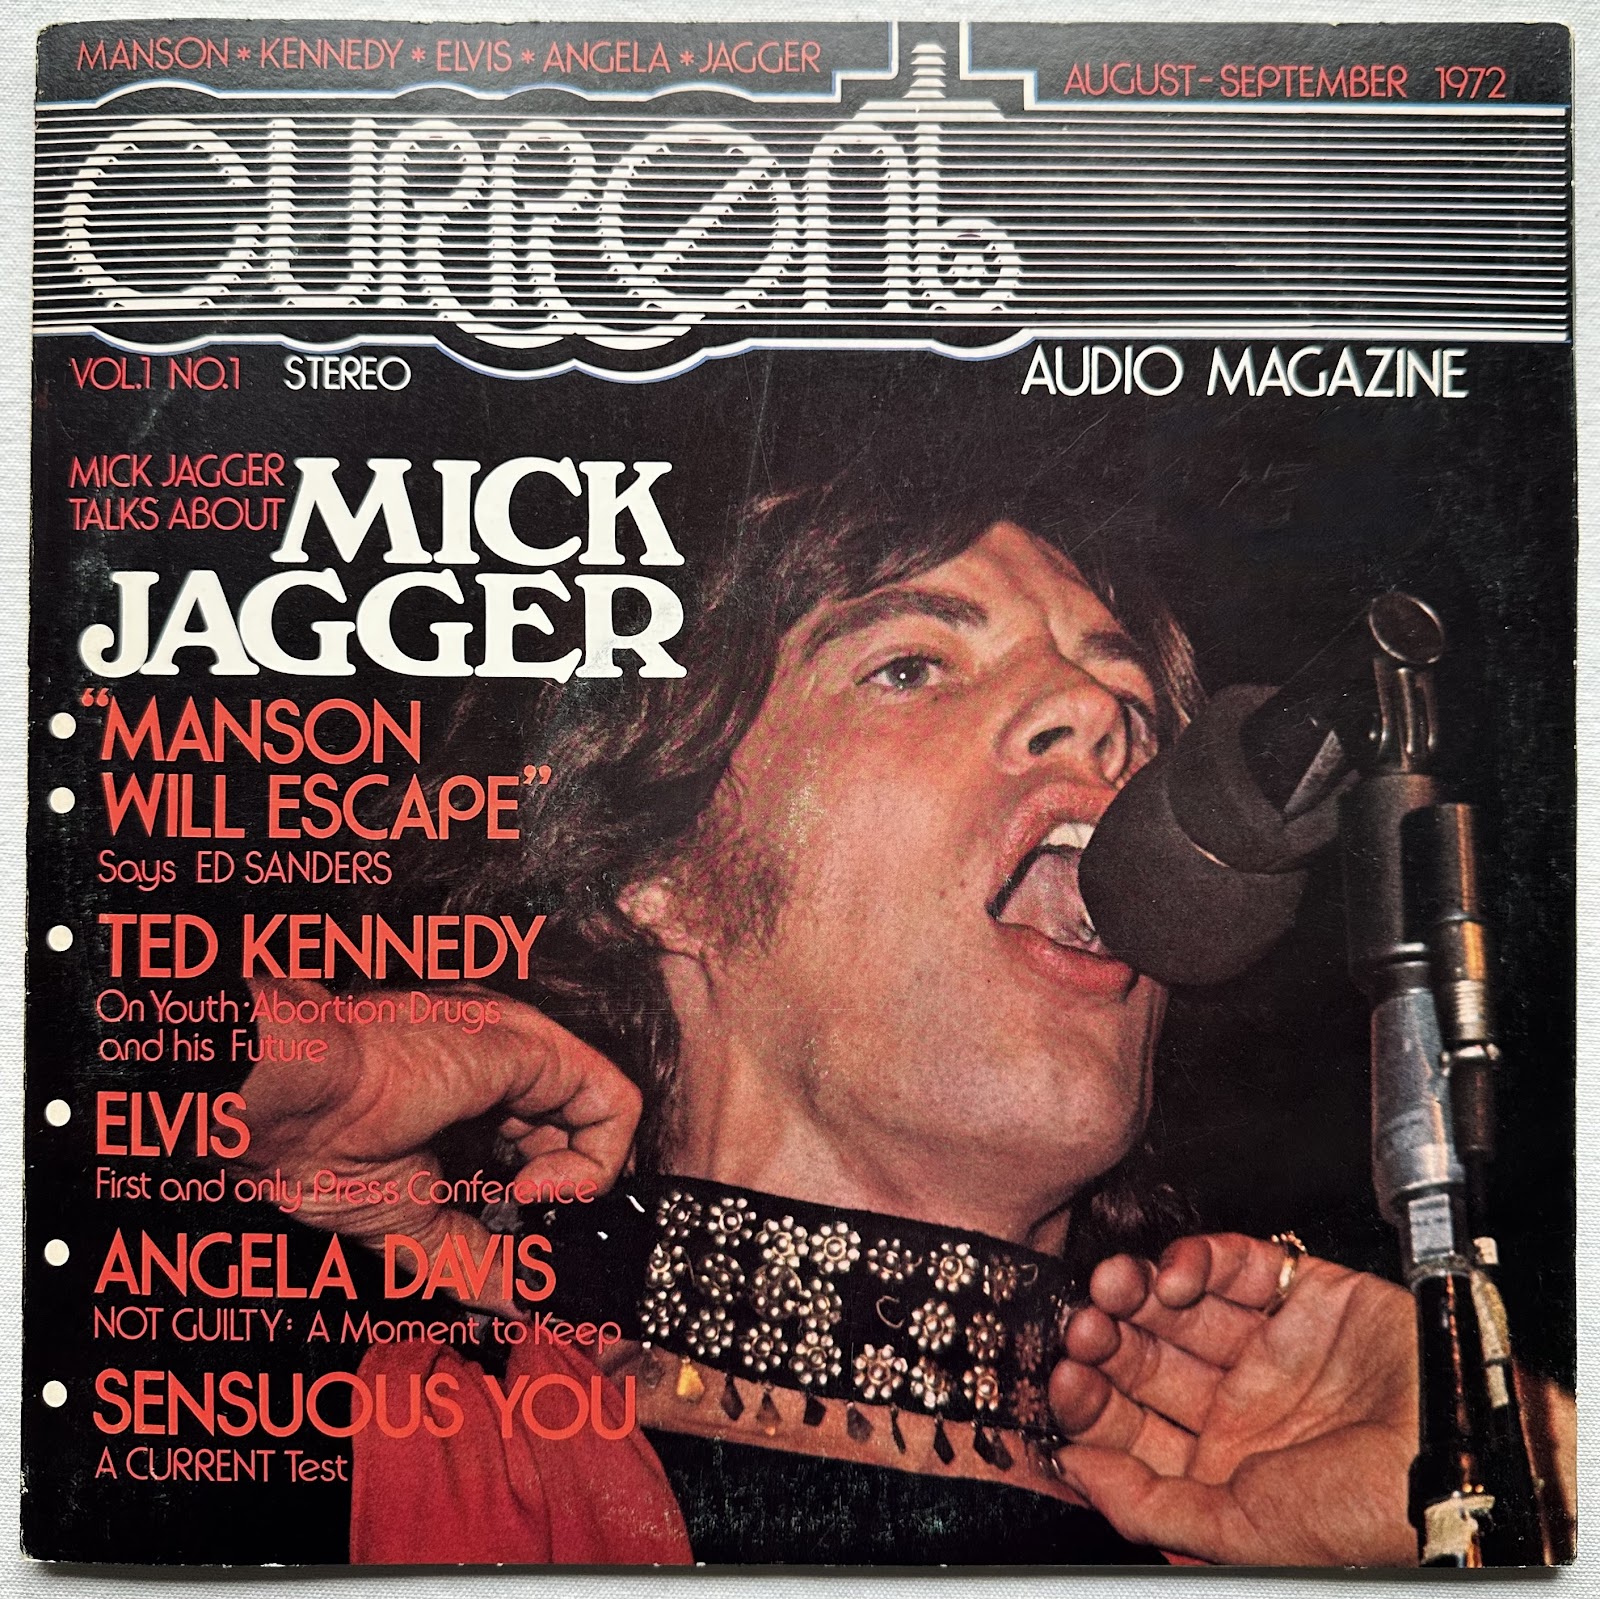 MANSON * KENNEDY * ELVIS * ANGELA * JAGGER
AUGUST-SEPTEMBER 1972
CURRENT
VOL.1 NO.1 STEREO
AUDIO MAGAZINE
MICK JAGGER
TALKS ABOUT
MICK
JAGGER
"MANSON
WILL ESCAPE"
Says ED SANDERS
TED KENNEDY
On Youth·Abortion·Drugs
and his Future
ELVIS
First and only Press Conference
ANGELA DAVIS
NOT GUILTY: A Moment to Keep
SENSUOUS YOU
A CURRENT Test